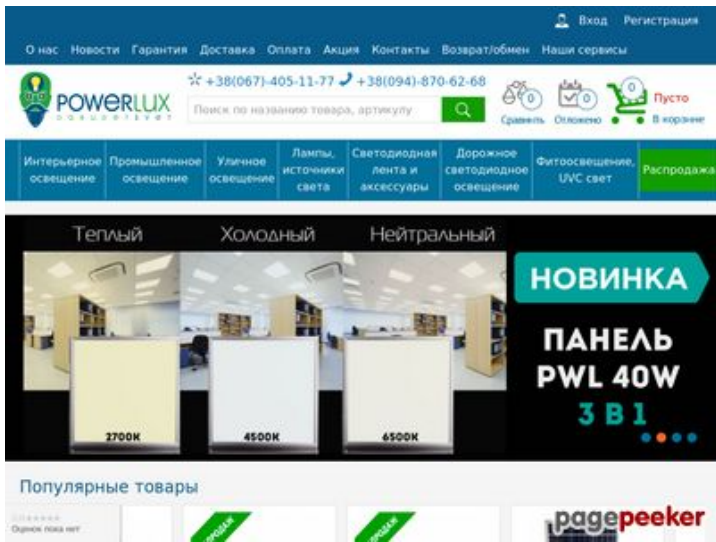 Вход Регистрация
О нас Новости Гарантия Доставка Оплата Акция Контакты Возврат/обмен Наши сервисы
+38(067)-405-11-77 +38(094)-870-62-68
POWERLUX
Поиск по названию товара, артикулу
0 0 0
Сравнить Отложено
Пусто
В корзине
Интерьерное освещение
Промышленное освещение
Уличное освещение
Лампы, источники света
Светодиодная лента и аксессуары
Дорожное светодиодное освещение
Фитоосвещение, UVC свет
Распродажа
Теплый Холодный Нейтральный
НОВИНКА
ПАНЕЛЬ
PWL 40W
3 В 1
2700K 4500K 6500K
Популярные товары
Оценок пока нет
pagepeeker